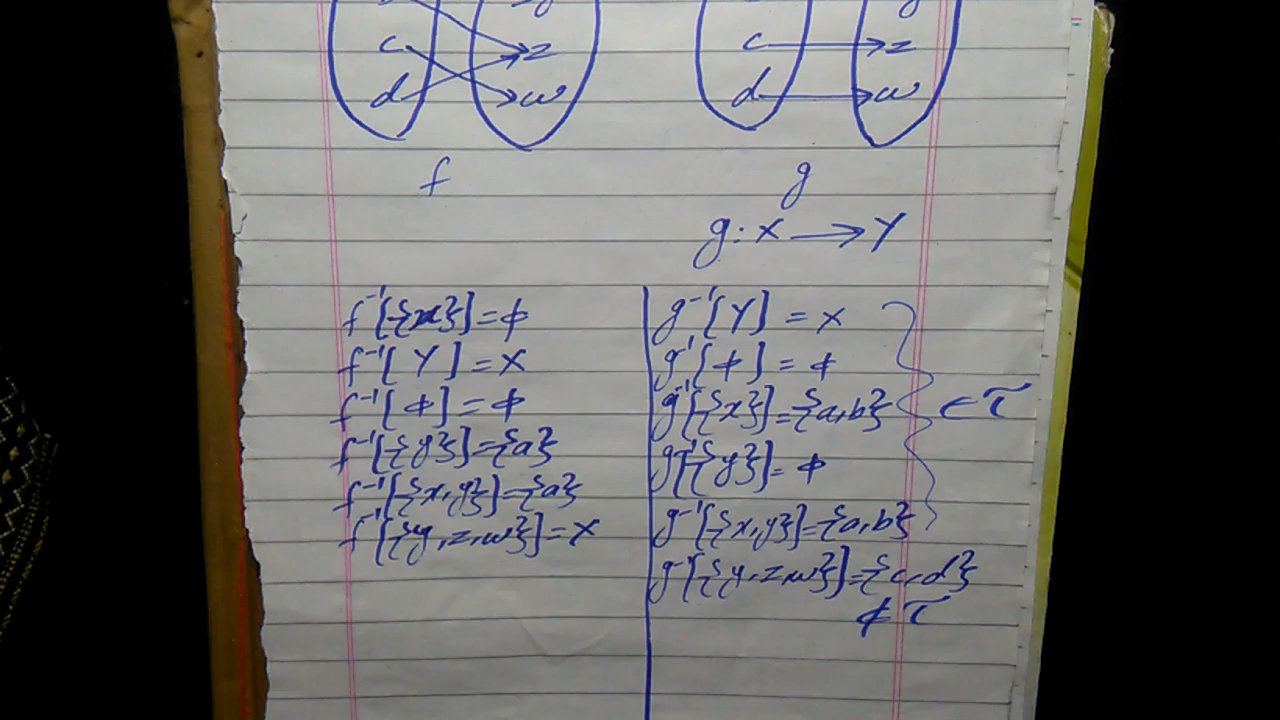 c z c z
d w d w
f g
g: X → Y
f⁻¹[{x}] = ϕ
f⁻¹[Y] = X
f⁻¹[ϕ] = ϕ
f⁻¹[{y}] = {a}
f⁻¹[{x, y}] = {a}
f⁻¹[{y, z, w}] = X
g⁻¹[Y] = X
g⁻¹[ϕ] = ϕ
g⁻¹[{x}] = {a, b}
g⁻¹[{y}] = ϕ
g⁻¹[{x, y}] = {a, b}
∈ τ
g⁻¹[{y, z, w}] = {c, d}
∉ τ